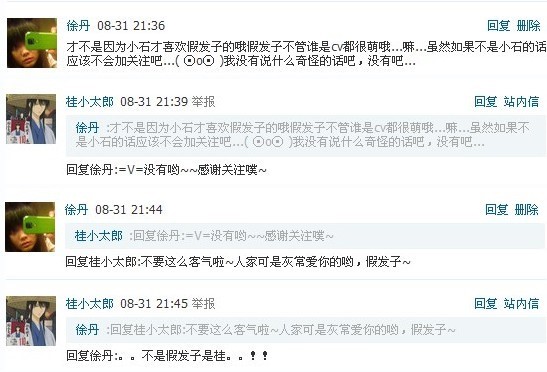 徐丹 08-31 21:36 回复 删除
才不是因为小石才喜欢假发子的哦假发子不管谁是cv都很萌哦...嘛...虽然如果不是小石的话
应该不会加关注吧...( ⊙o⊙ )我没有说什么奇怪的话吧，没有吧...
桂小太郎 08-31 21:39 举报 回复 站内信
徐丹 :才不是因为小石才喜欢假发子的哦假发子不管谁是cv都很萌哦...嘛...虽然如果不
是小石的话应该不会加关注吧...( ⊙o⊙ )我没有说什么奇怪的话吧，没有吧...
回复徐丹:=V=没有哟~~感谢关注噗~
徐丹 08-31 21:44 回复 删除
桂小太郎 :回复徐丹:=V=没有哟~~感谢关注噗~
回复桂小太郎:不要这么客气啦~人家可是灰常爱你的哟，假发子~
桂小太郎 08-31 21:45 举报 回复 站内信
徐丹 :回复桂小太郎:不要这么客气啦~人家可是灰常爱你的哟，假发子~
回复徐丹:。。不是假发子是桂。。！！